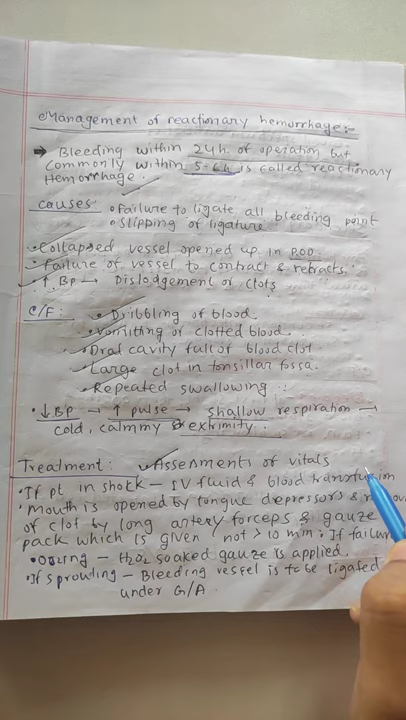 Management of reactionary hemorrhage:-
→ Bleeding within 24h. of operation but
commonly within 5-6h is called reactionary
Hemorrhage.
causes • Failure to ligate all bleeding point
• Slipping of ligature
• Collapsed vessel opened up in P.O.D.
• Failure of vessel to contract & retracts.
• ↑ BP → Dislodgement of clots
C/F: • Dribbling of blood.
• Vomitting of clotted blood.
• Oral cavity full of blood clot
• Large clot in tonsillar fossa.
• Repeated swallowing
• ↓ BP → ↑ pulse → shallow respiration →
cold, calmmy & exhimity.
Treatment: Assenments of vitals
• If pt in shock - IV fluid & blood transfusion
• Mouth is opened by tongue depressors &
of clot by long artery forceps & gauze
pack which is given not > 10 min: If failur
• Oozing - H2O2 soaked gauze is applied,
• If sprouling - Bleeding vessel is to be ligated
under G/A.